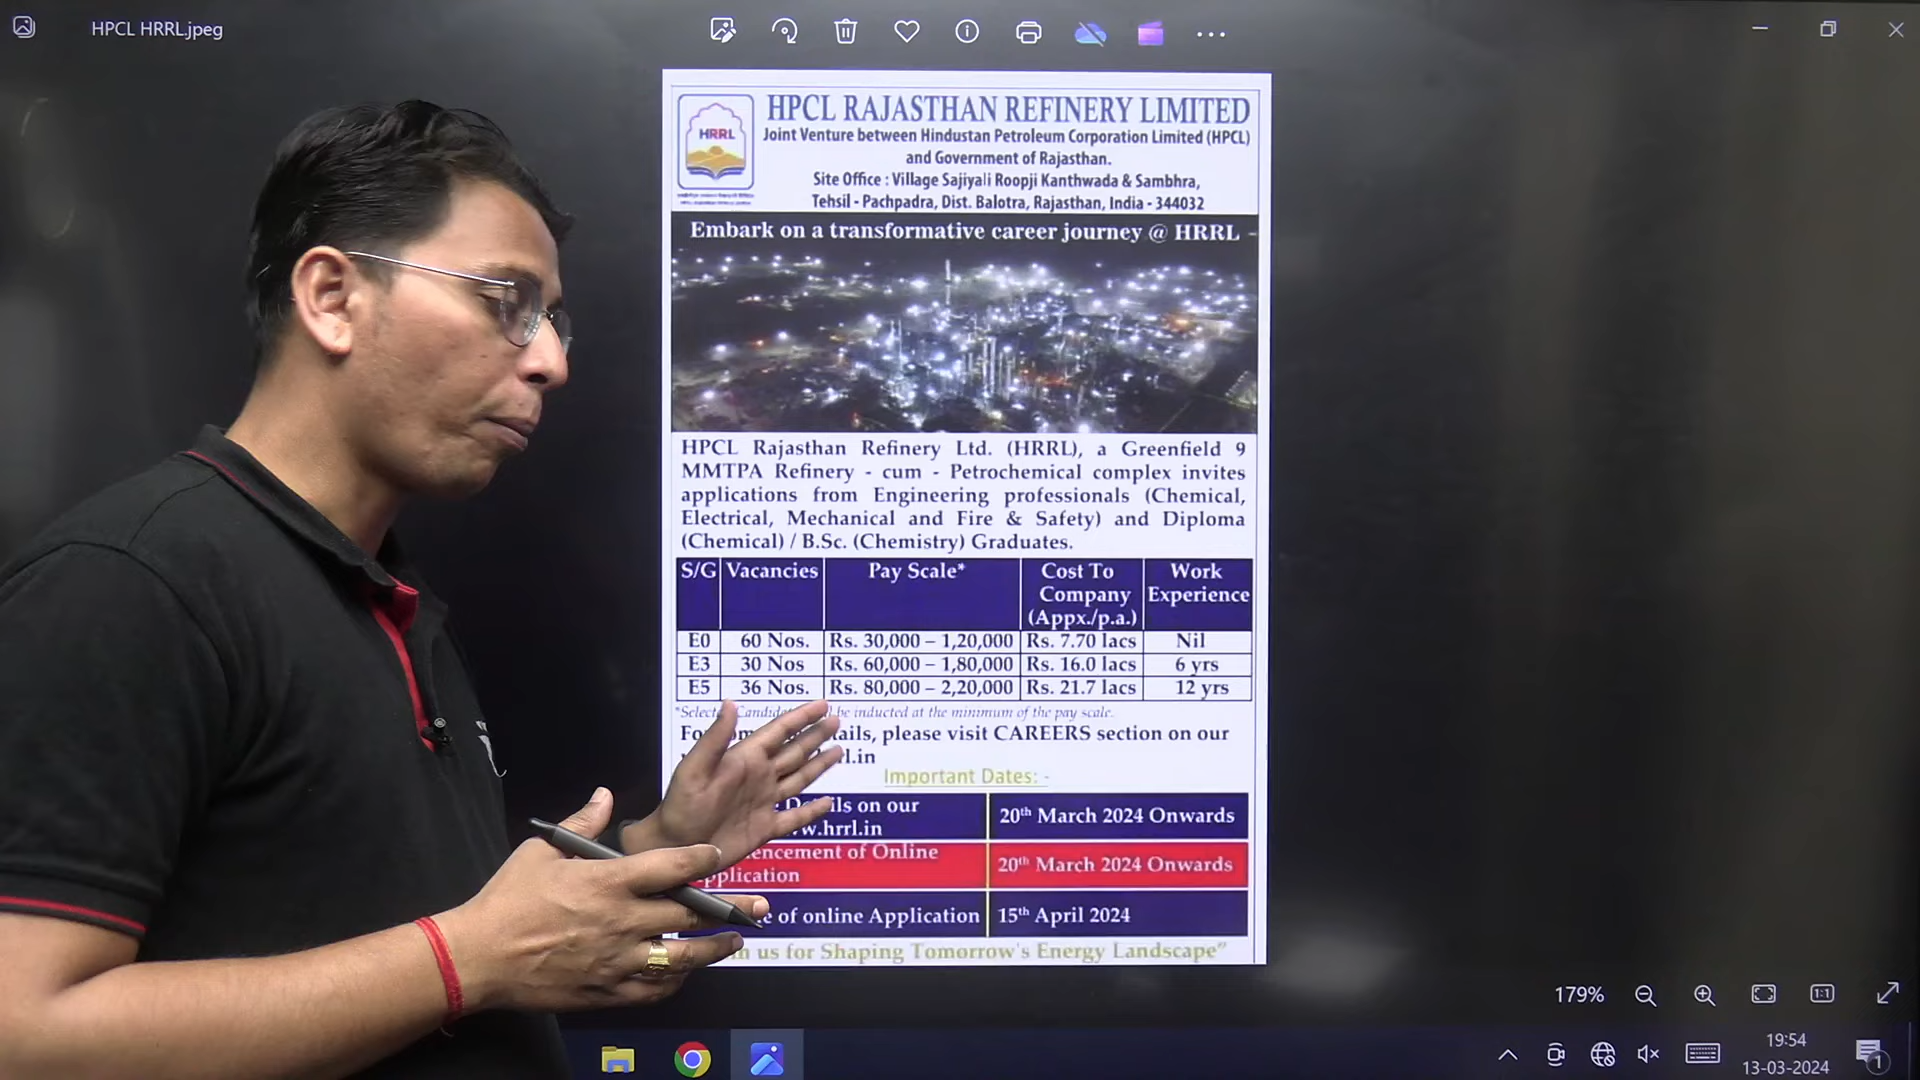 HPCL HRRL.jpeg
HPCL RAJASTHAN REFINERY LIMITED
HRRL
Joint Venture between Hindustan Petroleum Corporation Limited (HPCL)
and Government of Rajasthan.
Site Office : Village Sajiyali Roopji Kanthwada & Sambhra,
Tehsil - Pachpadra, Dist. Balotra, Rajasthan, India - 344032
Embark on a transformative career journey @ HRRL -
HPCL Rajasthan Refinery Ltd. (HRRL), a Greenfield 9
MMTPA Refinery - cum - Petrochemical complex invites
applications from Engineering professionals (Chemical,
Electrical, Mechanical and Fire & Safety) and Diploma
(Chemical) / B.Sc. (Chemistry) Graduates.
S/G Vacancies Pay Scale* Cost To Company (Appx./p.a.) Work Experience
E0 60 Nos. Rs. 30,000 – 1,20,000 Rs. 7.70 lacs Nil
E3 30 Nos Rs. 60,000 – 1,80,000 Rs. 16.0 lacs 6 yrs
E5 36 Nos. Rs. 80,000 – 2,20,000 Rs. 21.7 lacs 12 yrs
be inducted at the minimum of the pay scale.
please visit CAREERS section on our
Important Dates: -
on our
hrrl.in 20th March 2024 Onwards
of Online
20th March 2024 Onwards
of online Application 15th April 2024
us for Shaping Tomorrow's Energy Landscape”
179%
1:1
19:54
13-03-2024
1